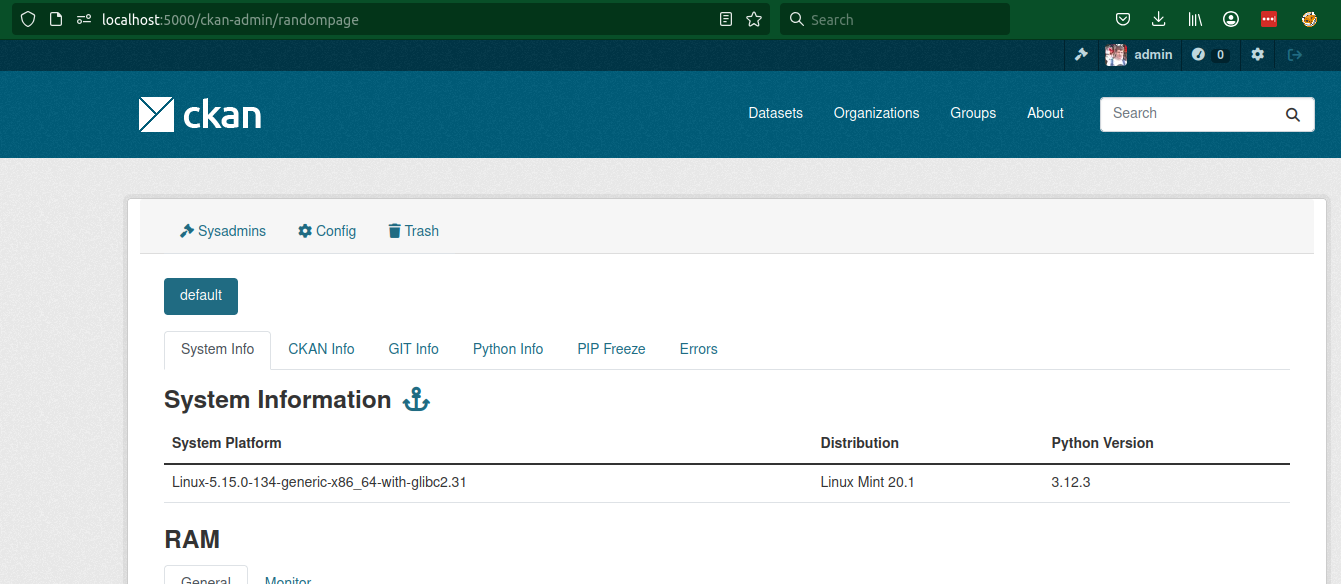 localhost:5000/ckan-admin/randompage
Search
admin
0
ckan
Datasets
Organizations
Groups
About
Search
Sysadmins
Config
Trash
default
System Info
CKAN Info
GIT Info
Python Info
PIP Freeze
Errors
System Information
System Platform
Distribution
Python Version
Linux-5.15.0-134-generic-x86_64-with-glibc2.31
Linux Mint 20.1
3.12.3
RAM
General
Monitor